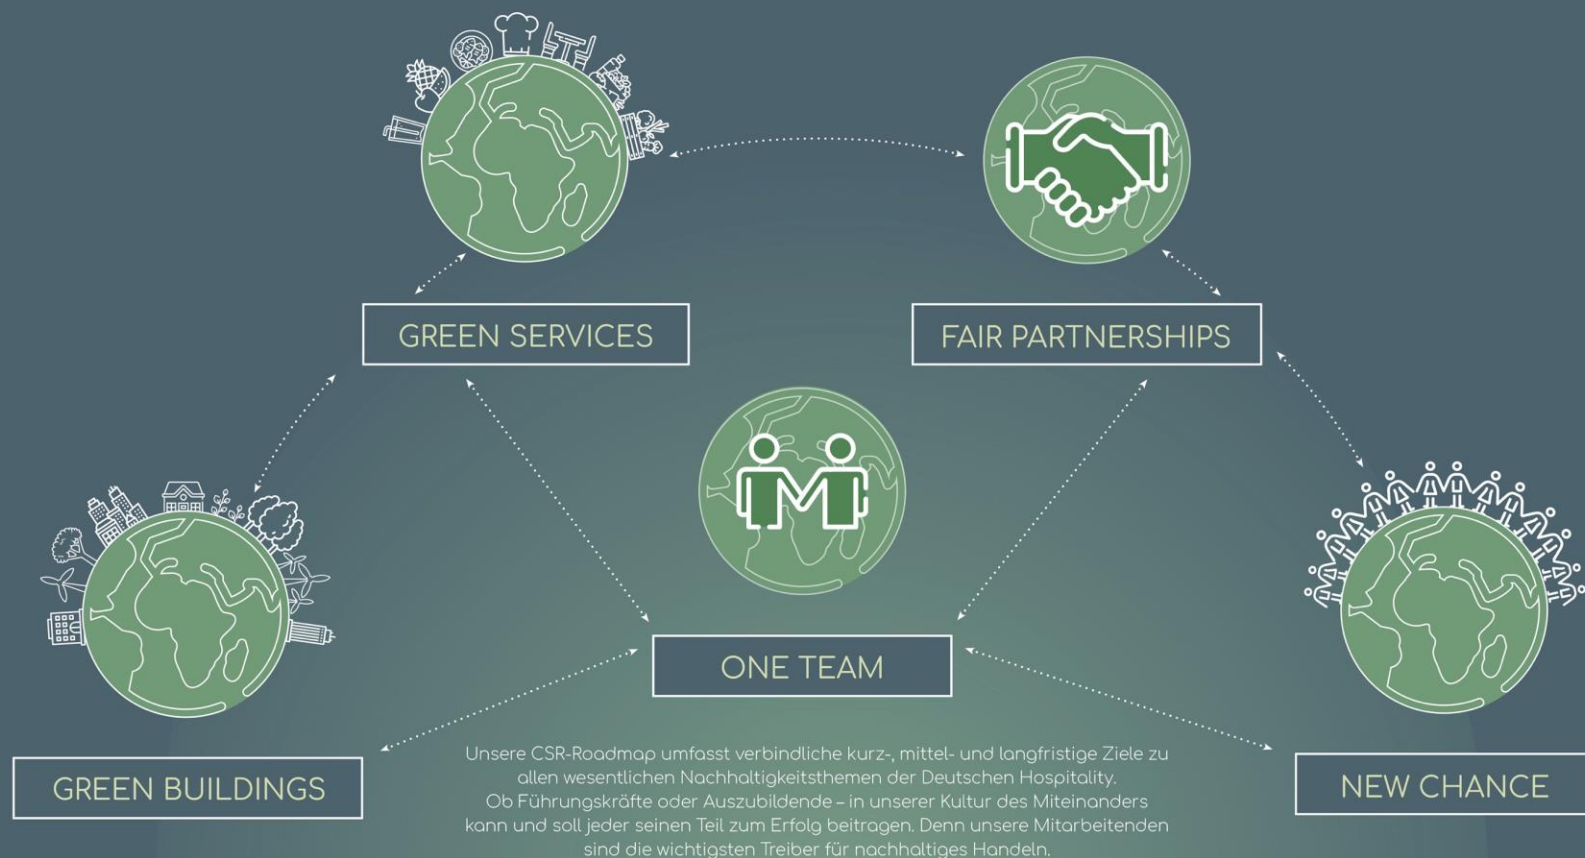 GREEN SERVICES
FAIR PARTNERSHIPS
ONE TEAM
GREEN BUILDINGS
NEW CHANCE
Unsere CSR-Roadmap umfasst verbindliche kurz-, mittel- und langfristige Ziele zu
allen wesentlichen Nachhaltigkeitsthemen der Deutschen Hospitality.
Ob Führungskräfte oder Auszubildende – in unserer Kultur des Miteinanders
kann und soll jeder seinen Teil zum Erfolg beitragen. Denn unsere Mitarbeitenden
sind die wichtigsten Treiber für nachhaltiges Handeln.